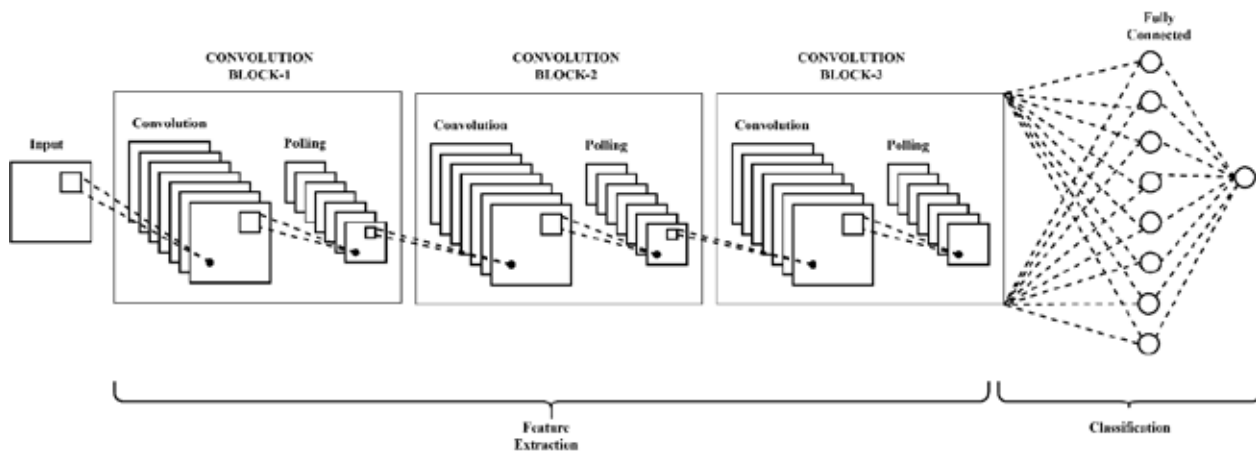 Fully
Connected
CONVOLUTION
BLOCK-1
CONVOLUTION
BLOCK-2
CONVOLUTION
BLOCK-3
Input
Convolution
Polling
Convolution
Polling
Convolution
Polling
Feature
Extraction
Classification